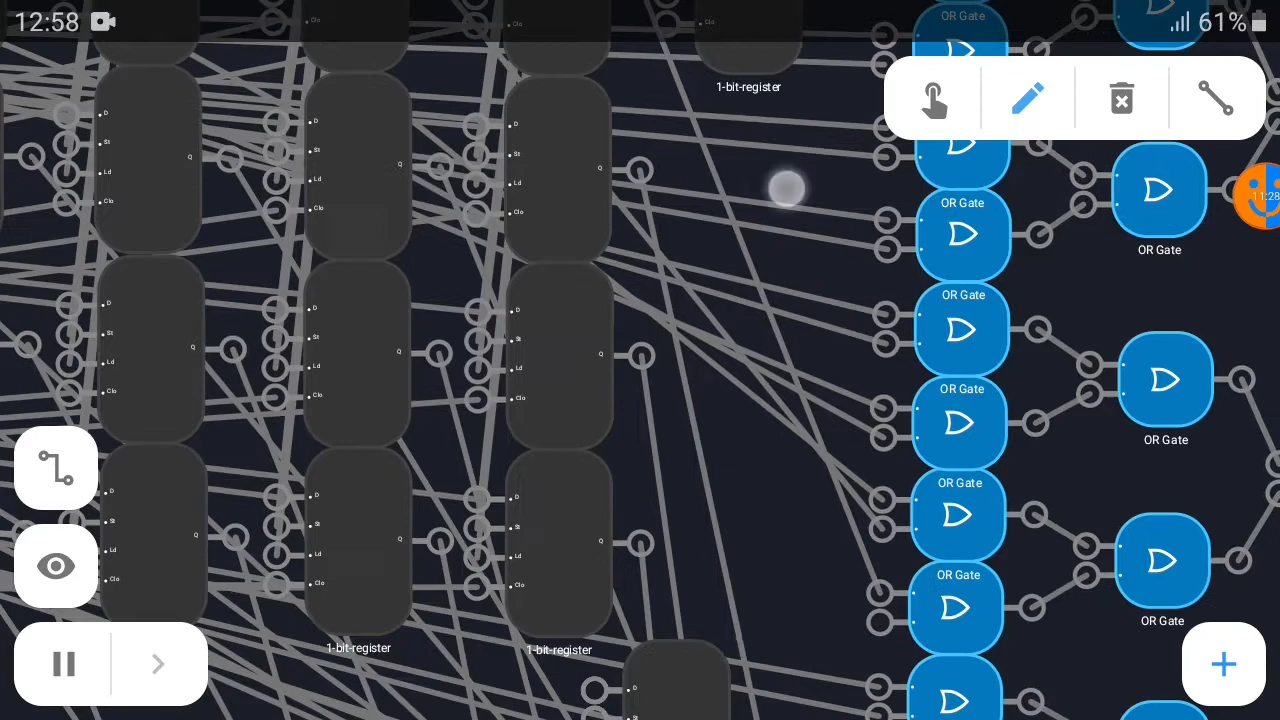 12:58
61%
Clo
Clo
Clo
1-bit-register
OR Gate
11:28
D
St
Ld
Clo
Q
D
St
Ld
Clo
Q
D
St
Ld
Clo
Q
OR Gate
OR Gate
D
St
Ld
Clo
Q
D
St
Ld
Clo
Q
D
St
Ld
Clo
Q
OR Gate
OR Gate
OR Gate
D
St
Ld
Clo
Q
D
St
Ld
Clo
Q
D
St
Ld
Clo
Q
OR Gate
OR Gate
OR Gate
1-bit-register
1-bit-register
D
St